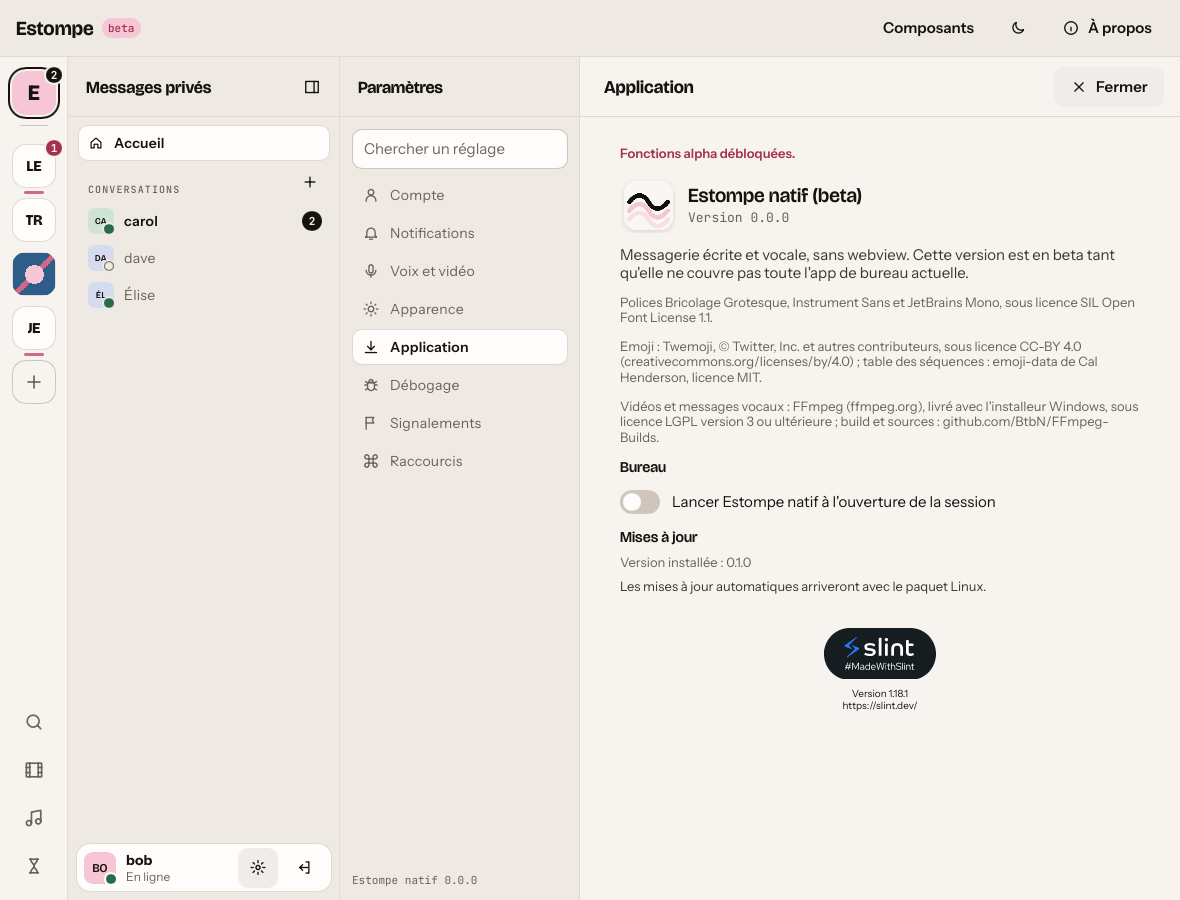 Estompe beta
Composants
À propos
E
2
LE
1
TR
JE
Messages privés
Accueil
CONVERSATIONS
CA
carol
2
DA
dave
ÉL
Élise
BO
bob
En ligne
Paramètres
Chercher un réglage
Compte
Notifications
Voix et vidéo
Apparence
Application
Débogage
Signalements
Raccourcis
Estompe natif 0.0.0
Application
Fermer
Fonctions alpha débloquées.
Estompe natif (beta)
Version 0.0.0
Messagerie écrite et vocale, sans webview. Cette version est en beta tant
qu'elle ne couvre pas toute l'app de bureau actuelle.
Polices Bricolage Grotesque, Instrument Sans et JetBrains Mono, sous licence SIL Open
Font License 1.1.
Emoji : Twemoji, © Twitter, Inc. et autres contributeurs, sous licence CC-BY 4.0
(creativecommons.org/licenses/by/4.0) ; table des séquences : emoji-data de Cal
Henderson, licence MIT.
Vidéos et messages vocaux : FFmpeg (ffmpeg.org), livré avec l'installeur Windows, sous
licence LGPL version 3 ou ultérieure ; build et sources : github.com/BtbN/FFmpeg-
Builds.
Bureau
Lancer Estompe natif à l'ouverture de la session
Mises à jour
Version installée : 0.1.0
Les mises à jour automatiques arriveront avec le paquet Linux.
slint
#MadeWithSlint
Version 1.18.1
https://slint.dev/